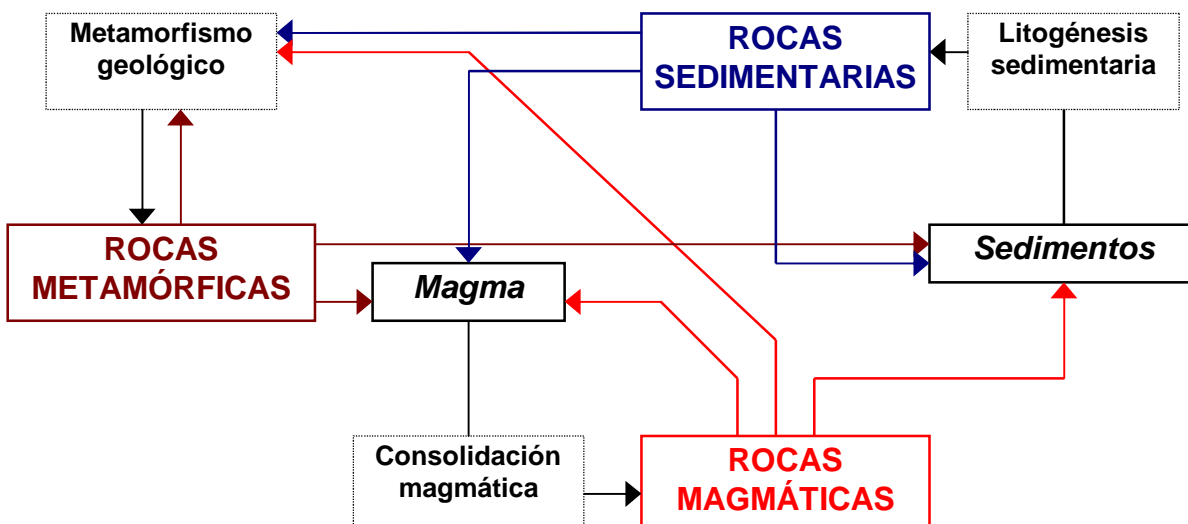 Metamorfismo
geológico
ROCAS
SEDIMENTARIAS
Litogénesis
sedimentaria
ROCAS
METAMÓRFICAS
Magma
Sedimentos
Consolidación
magmática
ROCAS
MAGMÁTICAS